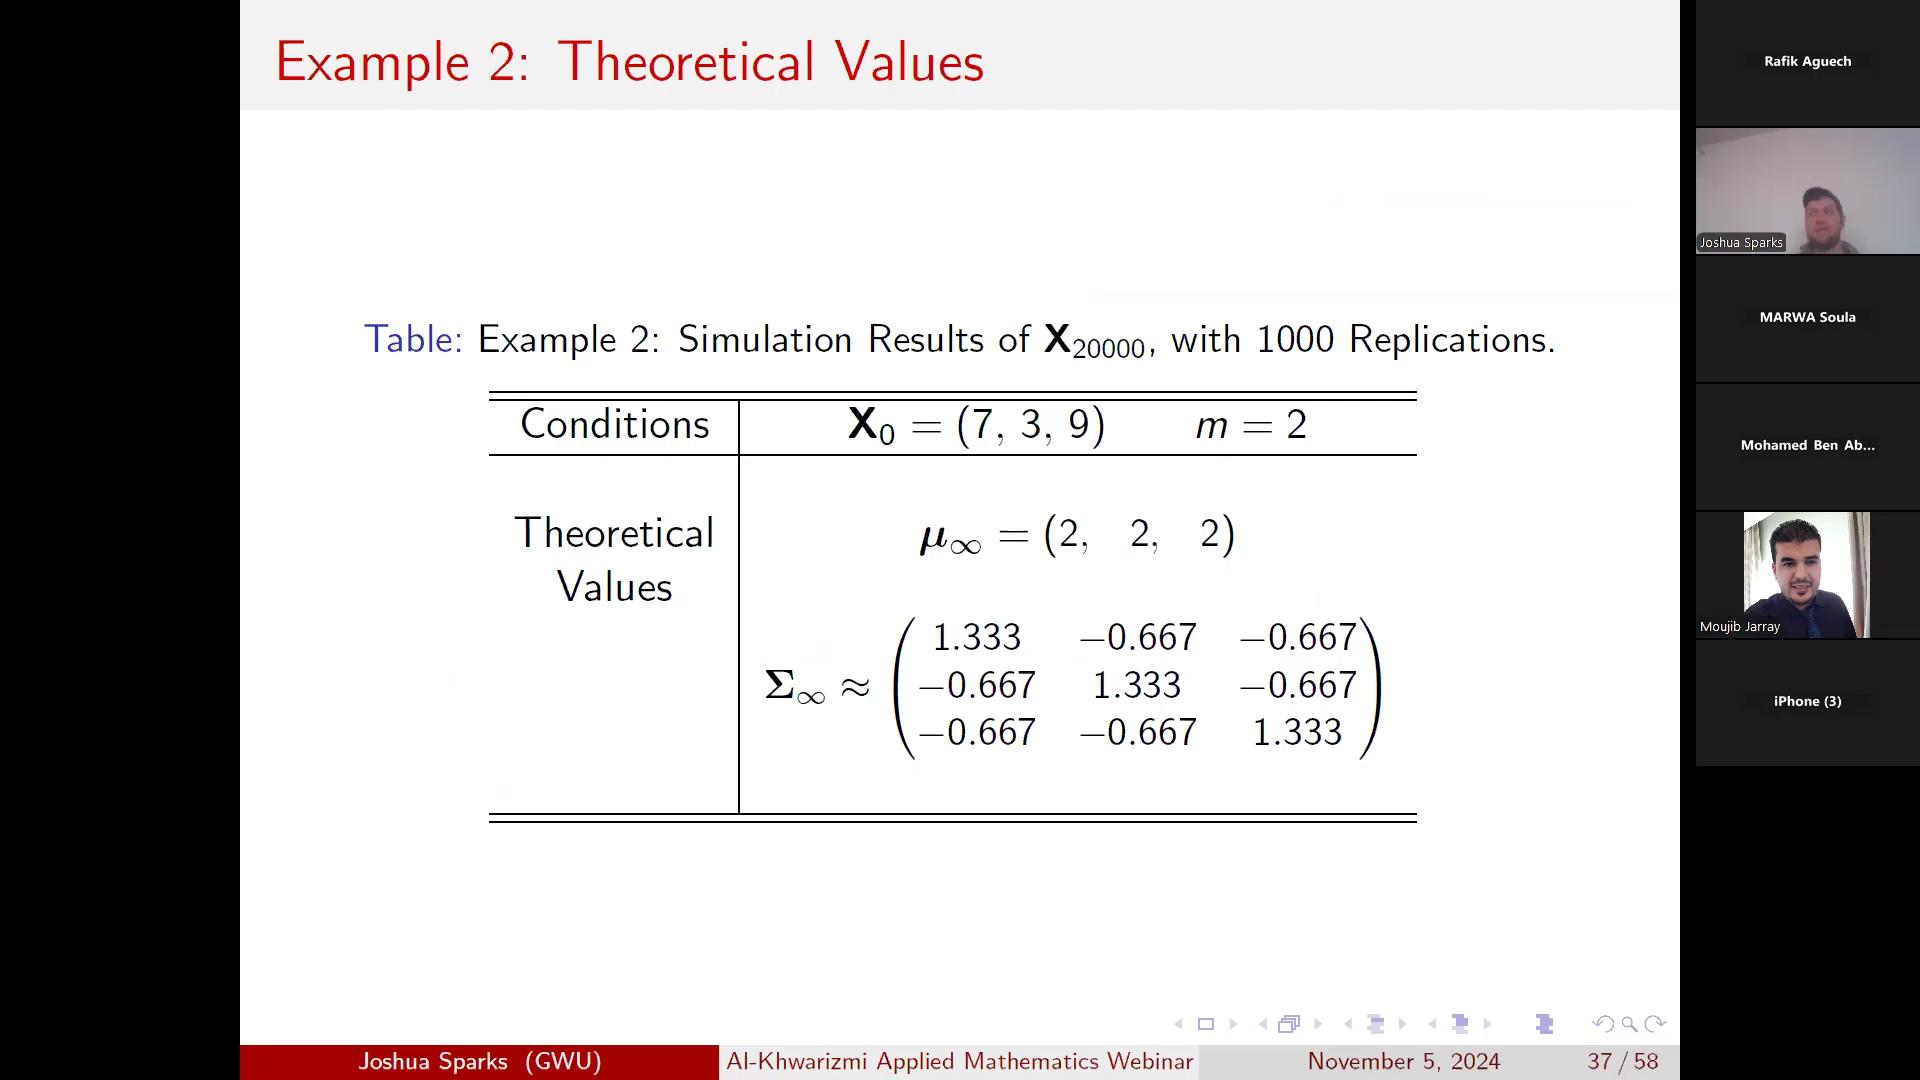 Example 2: Theoretical Values
Table: Example 2: Simulation Results of X20000, with 1000 Replications.
Conditions X0 = (7, 3, 9) m = 2
Theoretical Values
μ∞ = (2, 2, 2)
Σ∞ ≈
1.333 −0.667 −0.667
−0.667 1.333 −0.667
−0.667 −0.667 1.333
Joshua Sparks (GWU) Al-Khwarizmi Applied Mathematics Webinar November 5, 2024 37 / 58
Rafik Aguech
Joshua Sparks
MARWA Soula
Mohamed Ben Ab...
Moujib Jarray
iPhone (3)